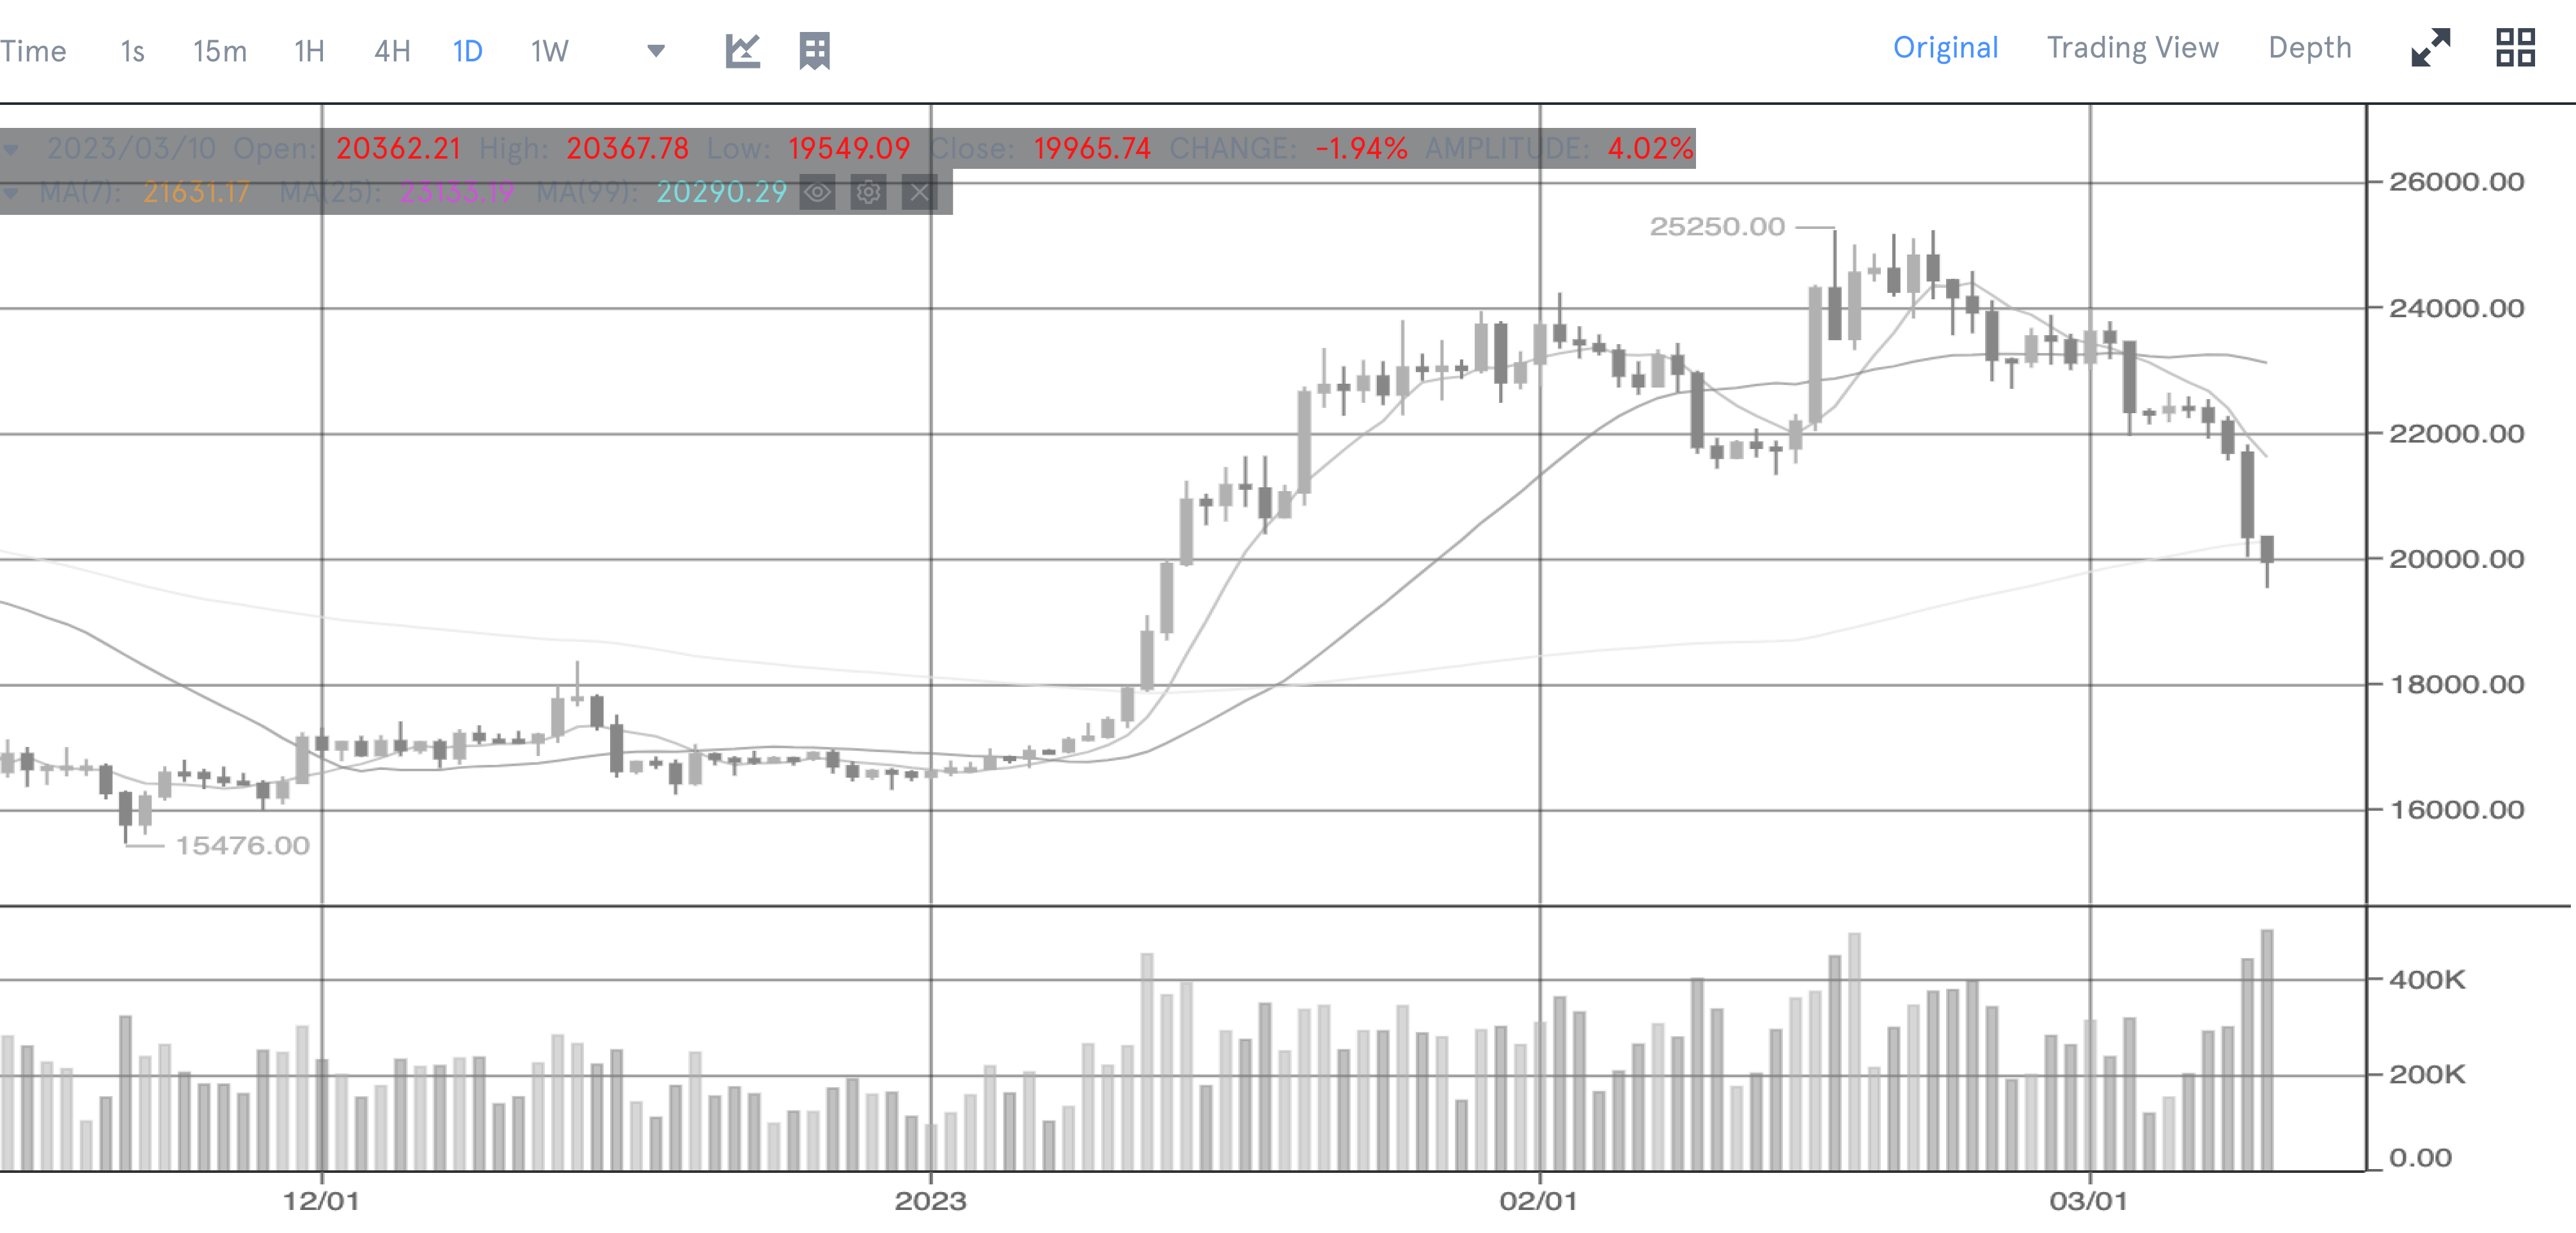 Time 1s 15m 1H 4H 1D 1W Original Trading View Depth
2023/03/10 Open: 20362.21 High: 20367.78 Low: 19549.09 Close: 19965.74 CHANGE: -1.94% AMPLITUDE: 4.02%
MA(7): 21631.17 MA(25): 23133.19 MA(99): 20290.29
26000.00
25250.00
24000.00
22000.00
20000.00
18000.00
16000.00
15476.00
400K
200K
0.00
12/01 2023 02/01 03/01